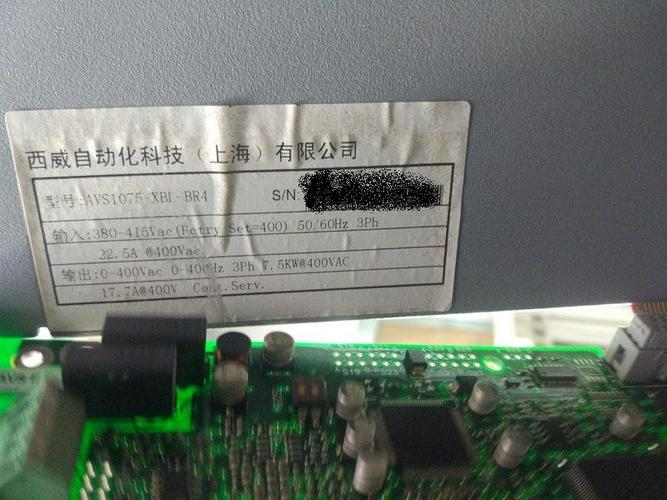 西威自动化科技（上海）有限公司
型号:AVS1075-XBL-BR4 S/N:
输入:380-415Vac(Fctry Set=400) 50/60Hz 3Ph
22.5A @400Vac
输出:0-400Vac 0-400Hz 3Ph 7.5KW@400VAC
17.7A@400V Cont.Serv.